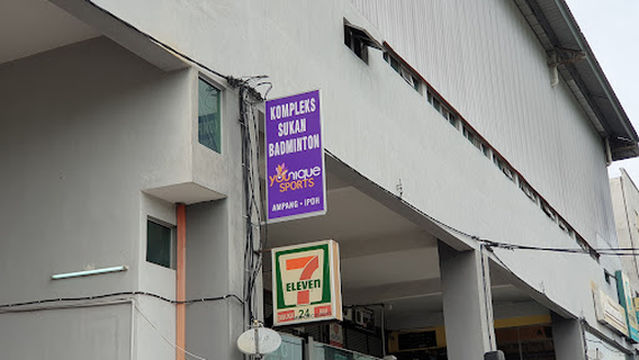 KOMPLEKS
SUKAN
BADMINTON
younique
SPORTS
AMPANG • IPOH
7
ELEVEN
24